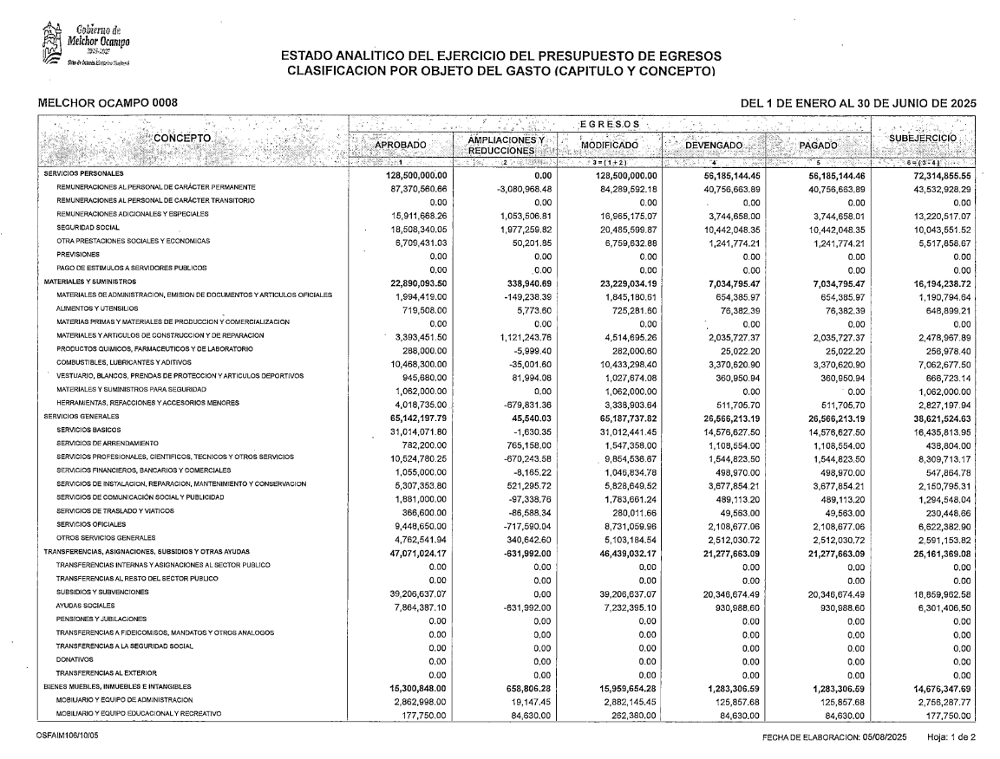 Gobierno de
Melchor Ocampo
2025-2027
ESTADO ANALITICO DEL EJERCICIO DEL PRESUPUESTO DE EGRESOS
CLASIFICACION POR OBJETO DEL GASTO (CAPITULO Y CONCEPTO)
MELCHOR OCAMPO 0008 DEL 1 DE ENERO AL 30 DE JUNIO DE 2025
EGRESOS
CONCEPTO APROBADO AMPLIACIONES Y REDUCCIONES MODIFICADO DEVENGADO PAGADO SUBEJERCICIO
1 2 3=(1+2) 4 5 6=(3-4)
SERVICIOS PERSONALES 128,500,000.00 0.00 128,500,000.00 56,185,144.45 56,185,144.46 72,314,855.55
REMUNERACIONES AL PERSONAL DE CARÁCTER PERMANENTE 87,370,560.66 -3,080,968.48 84,289,592.18 40,756,663.89 40,756,663.89 43,532,928.29
REMUNERACIONES AL PERSONAL DE CARÁCTER TRANSITORIO 0.00 0.00 0.00 0.00 0.00 0.00
REMUNERACIONES ADICIONALES Y ESPECIALES 15,911,668.26 1,053,506.81 16,965,175.07 3,744,658.00 3,744,658.01 13,220,517.07
SEGURIDAD SOCIAL 18,508,340.05 1,977,259.82 20,485,599.87 10,442,048.35 10,442,048.35 10,043,551.52
OTRA PRESTACIONES SOCIALES Y ECONOMICAS 6,709,431.03 50,201.85 6,759,632.88 1,241,774.21 1,241,774.21 5,517,858.67
PREVISIONES 0.00 0.00 0.00 0.00 0.00 0.00
PAGO DE ESTIMULOS A SERVIDORES PUBLICOS 0.00 0.00 0.00 0.00 0.00 0.00
MATERIALES Y SUMINISTROS 22,890,093.50 338,940.69 23,229,034.19 7,034,795.47 7,034,795.47 16,194,238.72
MATERIALES DE ADMINISTRACION, EMISION DE DOCUMENTOS Y ARTICULOS OFICIALES 1,994,419.00 -149,238.39 1,845,180.61 654,385.97 654,385.97 1,190,794.64
ALIMENTOS Y UTENSILIOS 719,508.00 5,773.60 725,281.60 76,382.39 76,382.39 648,899.21
MATERIAS PRIMAS Y MATERIALES DE PRODUCCION Y COMERCIALIZACION 0.00 0.00 0.00 0.00 0.00 0.00
MATERIALES Y ARTICULOS DE CONSTRUCCION Y DE REPARACION 3,393,451.50 1,121,243.76 4,514,695.26 2,035,727.37 2,035,727.37 2,478,967.89
PRODUCTOS QUIMICOS, FARMACEUTICOS Y DE LABORATORIO 288,000.00 -5,999.40 282,000.60 25,022.20 25,022.20 256,978.40
COMBUSTIBLES, LUBRICANTES Y ADITIVOS 10,468,300.00 -35,001.60 10,433,298.40 3,370,620.90 3,370,620.90 7,062,677.50
VESTUARIO, BLANCOS, PRENDAS DE PROTECCION Y ARTICULOS DEPORTIVOS 945,680.00 81,994.08 1,027,674.08 360,950.94 360,950.94 666,723.14
MATERIALES Y SUMINISTROS PARA SEGURIDAD 1,062,000.00 0.00 1,062,000.00 0.00 0.00 1,062,000.00
HERRAMIENTAS, REFACCIONES Y ACCESORIOS MENORES 4,018,735.00 -679,831.36 3,338,903.64 511,705.70 511,705.70 2,827,197.94
SERVICIOS GENERALES 65,142,197.79 45,540.03 65,187,737.82 26,566,213.19 26,566,213.19 38,621,524.63
SERVICIOS BASICOS 31,014,071.80 -1,630.35 31,012,441.45 14,576,627.50 14,576,627.50 16,435,813.95
SERVICIOS DE ARRENDAMIENTO 782,200.00 765,158.00 1,547,358.00 1,108,554.00 1,108,554.00 438,804.00
SERVICIOS PROFESIONALES, CIENTIFICOS, TECNICOS Y OTROS SERVICIOS 10,524,780.25 -670,243.58 9,854,536.67 1,544,823.50 1,544,823.50 8,309,713.17
SERVICIOS FINANCIEROS, BANCARIOS Y COMERCIALES 1,055,000.00 -8,165.22 1,046,834.78 498,970.00 498,970.00 547,864.78
SERVICIOS DE INSTALACION, REPARACION, MANTENIMIENTO Y CONSERVACION 5,307,353.80 521,295.72 5,828,649.52 3,677,854.21 3,677,854.21 2,150,795.31
SERVICIOS DE COMUNICACIÓN SOCIAL Y PUBLICIDAD 1,881,000.00 -97,338.76 1,783,661.24 489,113.20 489,113.20 1,294,548.04
SERVICIOS DE TRASLADO Y VIATICOS 366,600.00 -86,588.34 280,011.66 49,563.00 49,563.00 230,448.66
SERVICIOS OFICIALES 9,448,650.00 -717,590.04 8,731,059.96 2,108,677.06 2,108,677.06 6,622,382.90
OTROS SERVICIOS GENERALES 4,762,541.94 340,642.60 5,103,184.54 2,512,030.72 2,512,030.72 2,591,153.82
TRANSFERENCIAS, ASIGNACIONES, SUBSIDIOS Y OTRAS AYUDAS 47,071,024.17 -631,992.00 46,439,032.17 21,277,663.09 21,277,663.09 25,161,369.08
TRANSFERENCIAS INTERNAS Y ASIGNACIONES AL SECTOR PUBLICO 0.00 0.00 0.00 0.00 0.00 0.00
TRANSFERENCIAS AL RESTO DEL SECTOR PUBLICO 0.00 0.00 0.00 0.00 0.00 0.00
SUBSIDIOS Y SUBVENCIONES 39,206,637.07 0.00 39,206,637.07 20,346,674.49 20,346,674.49 18,859,962.58
AYUDAS SOCIALES 7,864,387.10 -631,992.00 7,232,395.10 930,988.60 930,988.60 6,301,406.50
PENSIONES Y JUBILACIONES 0.00 0.00 0.00 0.00 0.00 0.00
TRANSFERENCIAS A FIDEICOMISOS, MANDATOS Y OTROS ANALOGOS 0.00 0.00 0.00 0.00 0.00 0.00
TRANSFERENCIAS A LA SEGURIDAD SOCIAL 0.00 0.00 0.00 0.00 0.00 0.00
DONATIVOS 0.00 0.00 0.00 0.00 0.00 0.00
TRANSFERENCIAS AL EXTERIOR 0.00 0.00 0.00 0.00 0.00 0.00
BIENES MUEBLES, INMUEBLES E INTANGIBLES 15,300,848.00 658,806.28 15,959,654.28 1,283,306.59 1,283,306.59 14,676,347.69
MOBILIARIO Y EQUIPO DE ADMINISTRACION 2,862,998.00 19,147.45 2,882,145.45 125,857.68 125,857.68 2,756,287.77
MOBILIARIO Y EQUIPO EDUCACIONAL Y RECREATIVO 177,750.00 84,630.00 262,380.00 84,630.00 84,630.00 177,750.00
OSFAIM106/10/05 FECHA DE ELABORACION: 05/08/2025 Hoja: 1 de 2